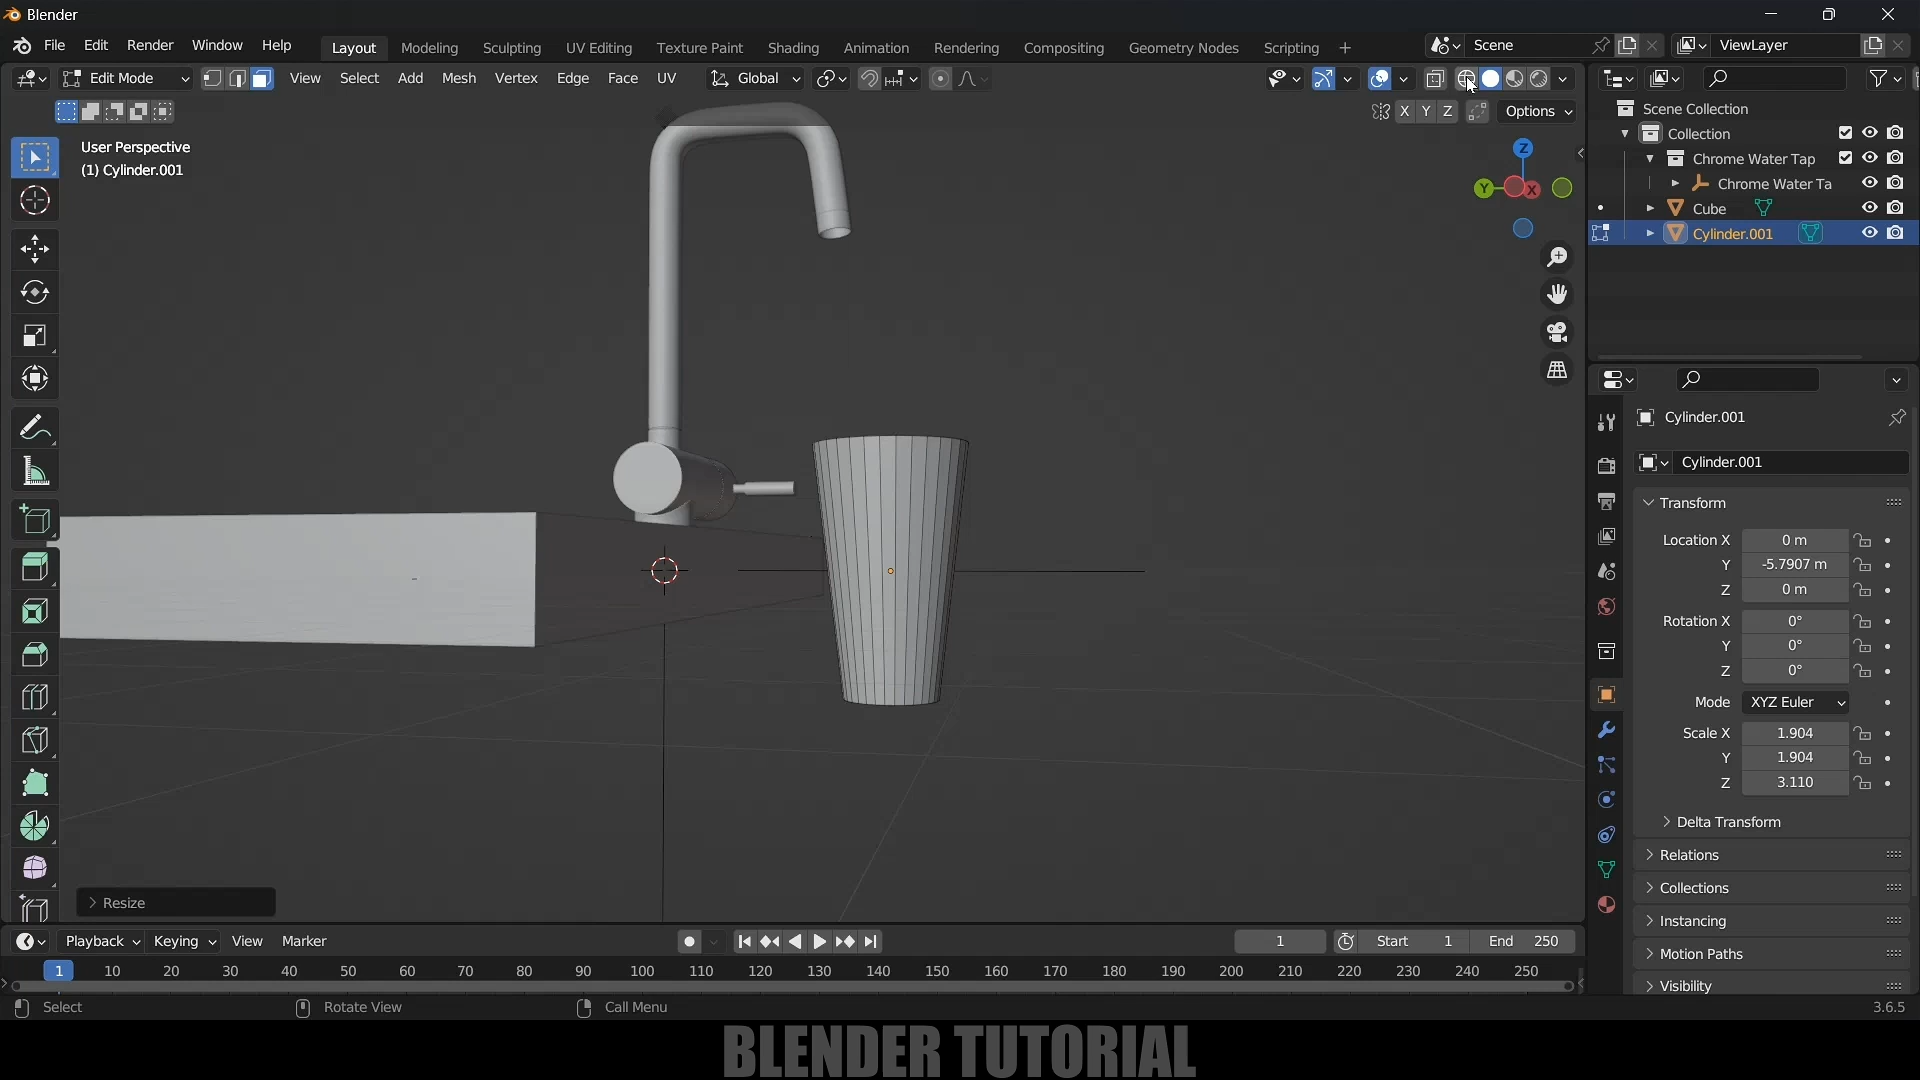 Blender
File Edit Render Window Help Layout Modeling Sculpting UV Editing Texture Paint Shading Animation Rendering Compositing Geometry Nodes Scripting + Scene ViewLayer
Edit Mode View Select Add Mesh Vertex Edge Face UV Global
X Y Z Options
User Perspective
(1) Cylinder.001
Z
Y X
Scene Collection
Collection
Chrome Water Tap
Chrome Water Ta
Cube
Cylinder.001
Cylinder.001
Cylinder.001
Transform
Location X 0 m
Y -5.7907 m
Z 0 m
Rotation X 0°
Y 0°
Z 0°
Mode XYZ Euler
Scale X 1.904
Y 1.904
Z 3.110
Delta Transform
Relations
Collections
Instancing
Motion Paths
Visibility
Resize
Playback Keying View Marker 1 Start 1 End 250
1 10 20 30 40 50 60 70 80 90 100 110 120 130 140 150 160 170 180 190 200 210 220 230 240 250
Select Rotate View Call Menu 3.6.5
BLENDER TUTORIAL